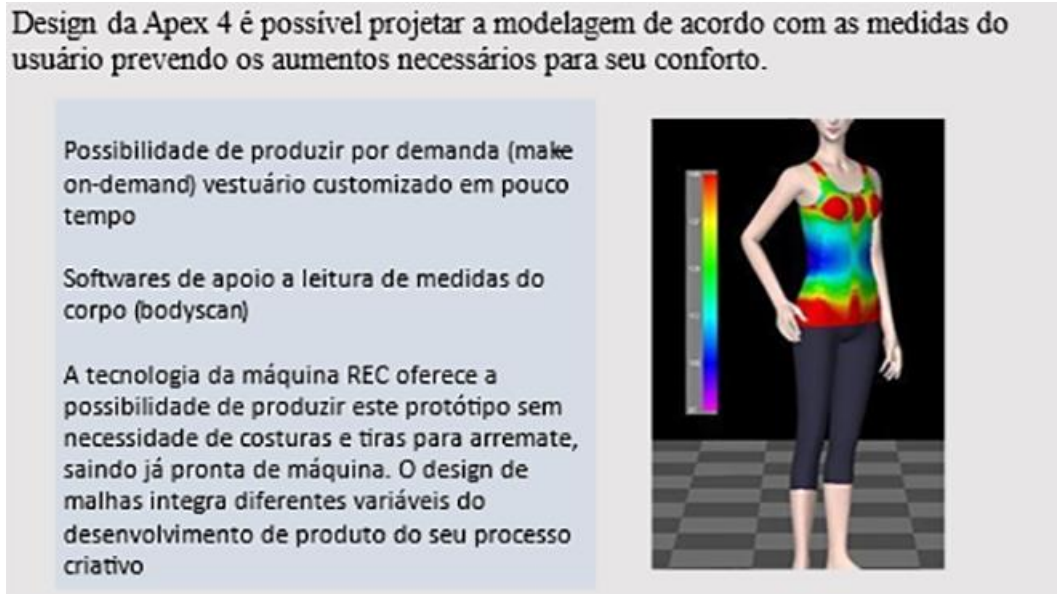 Design da Apex 4 é possível projetar a modelagem de acordo com as medidas do
usuário prevendo os aumentos necessários para seu conforto.
Possibilidade de produzir por demanda (make
on-demand) vestuário customizado em pouco
tempo
Softwares de apoio a leitura de medidas do
corpo (bodyscan)
A tecnologia da máquina REC oferece a
possibilidade de produzir este protótipo sem
necessidade de costuras e tiras para arremate,
saindo já pronta de máquina. O design de
malhas integra diferentes variáveis do
desenvolvimento de produto do seu processo
criativo